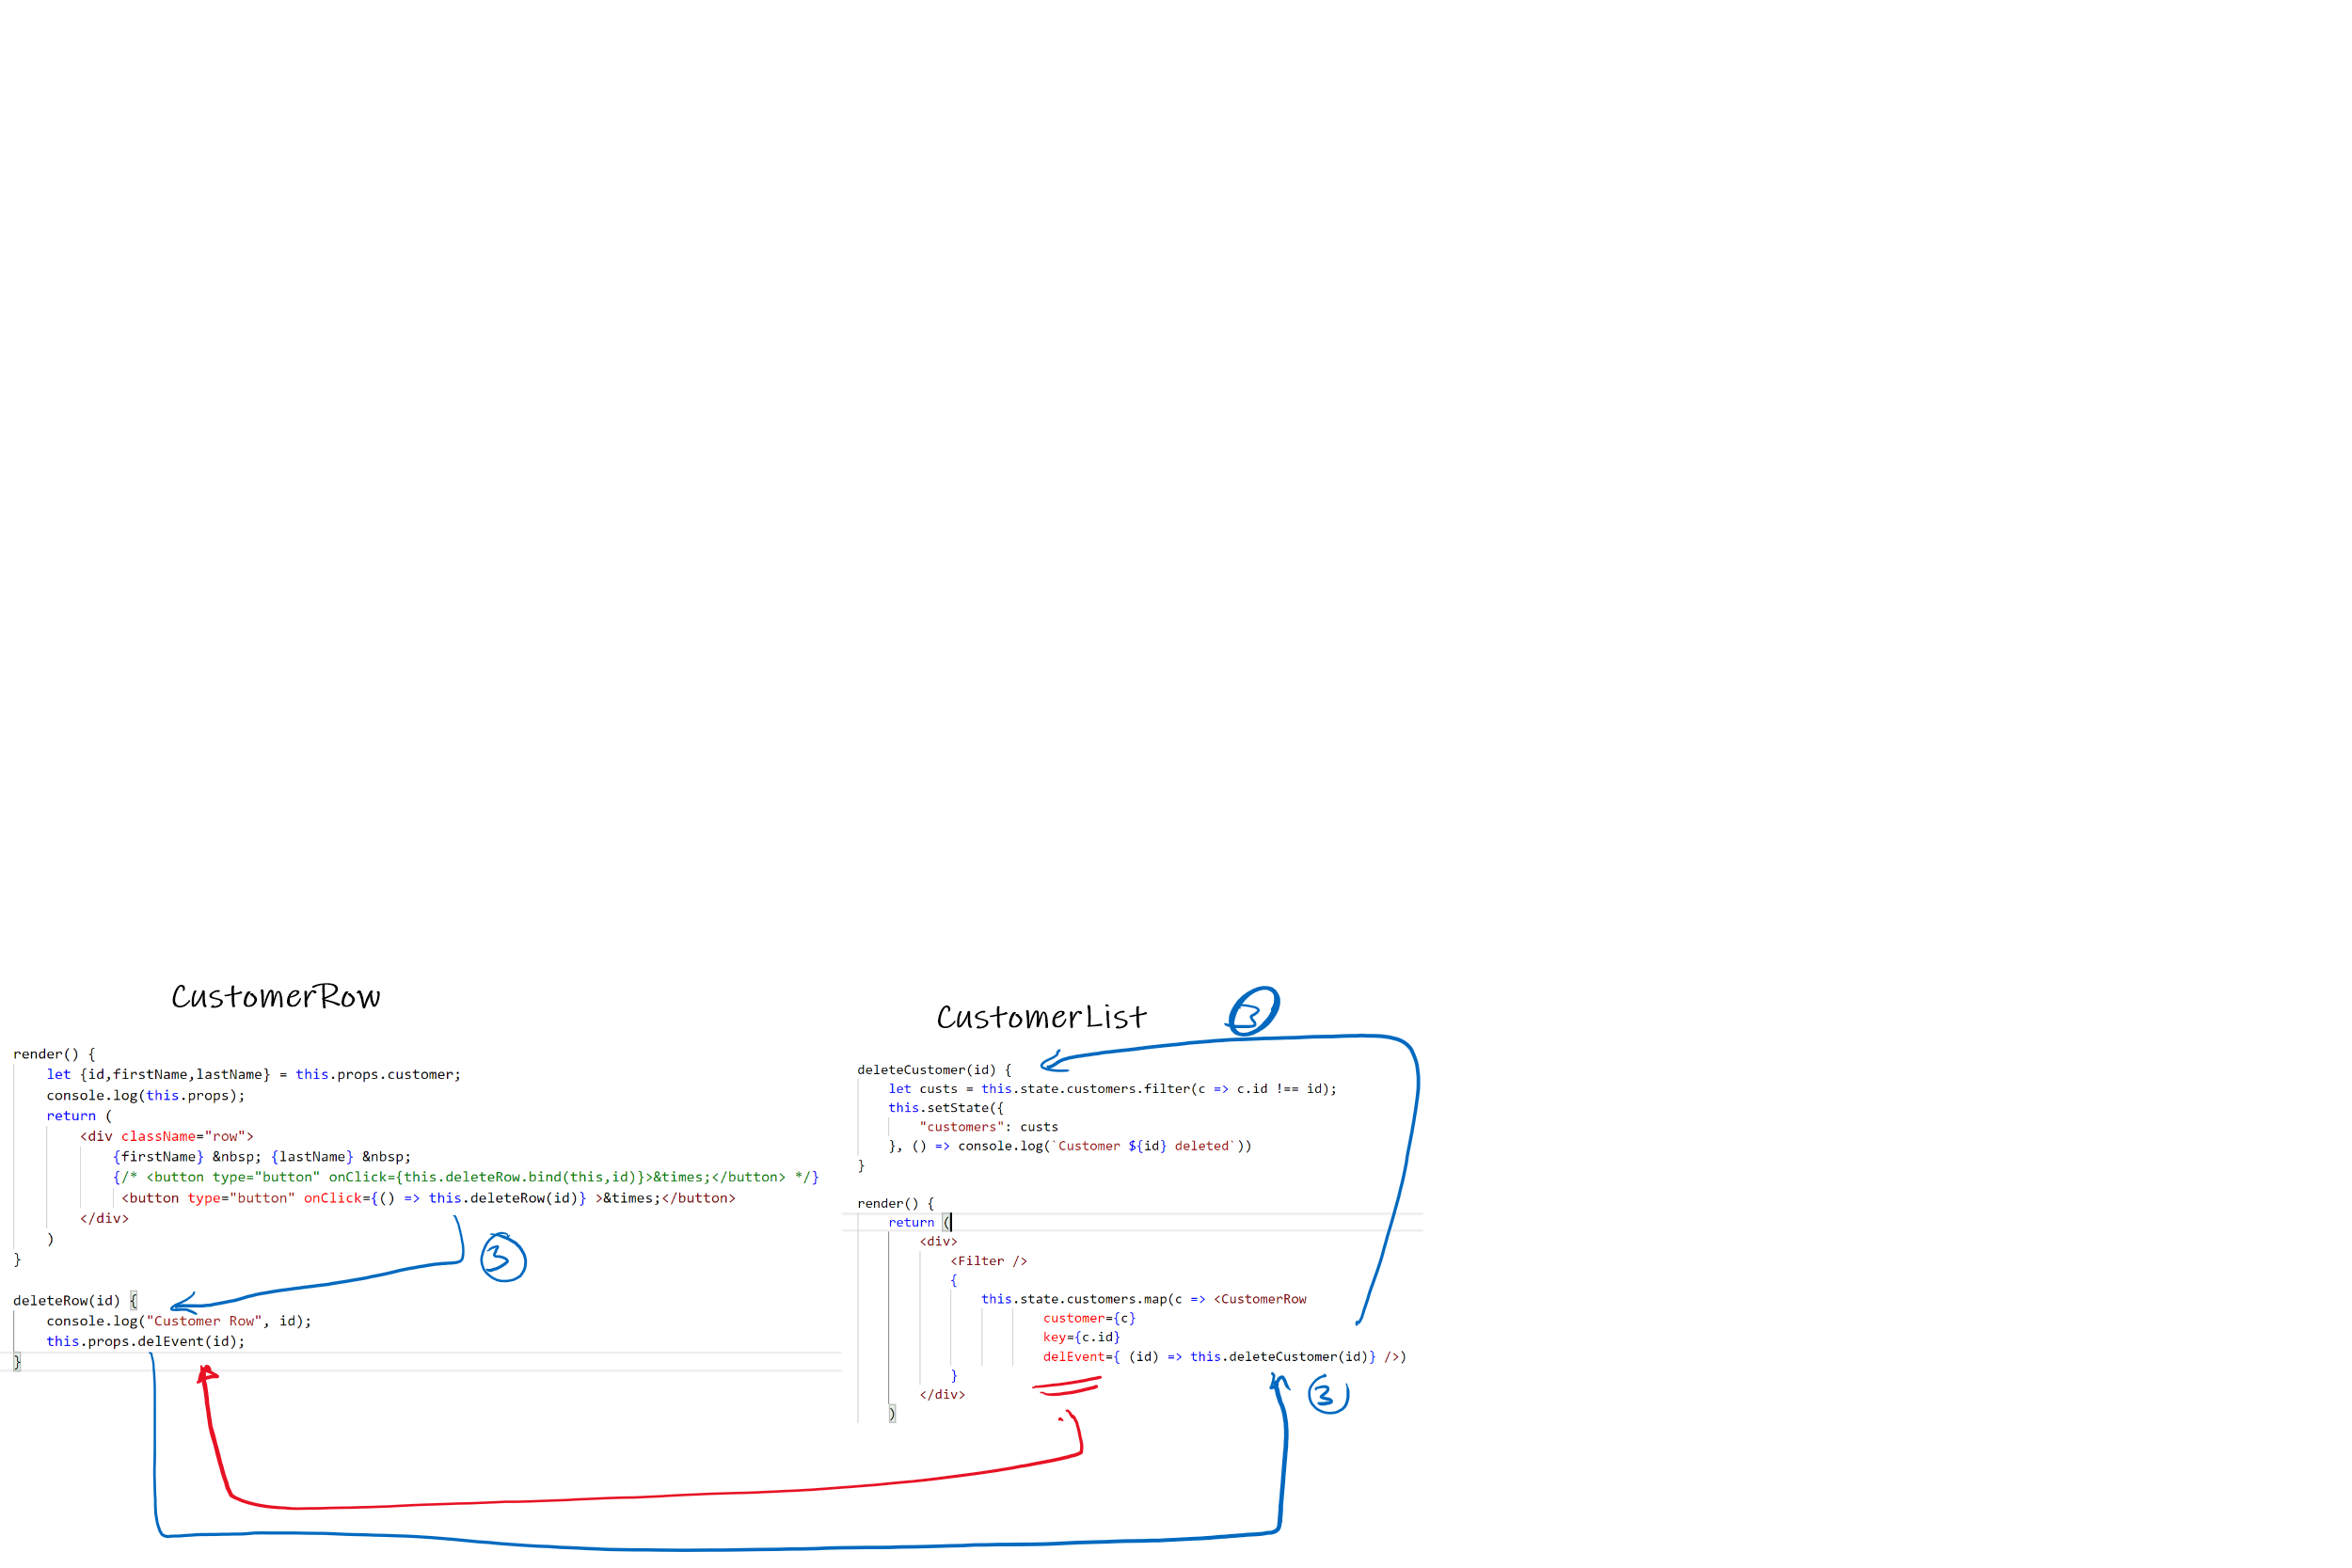 CustomerRow
render() {
let {id,firstName,lastName} = this.props.customer;
console.log(this.props);
return (
<div className="row">
{firstName} &nbsp; {lastName} &nbsp;
{/* <button type="button" onClick={this.deleteRow.bind(this,id)}>&times;</button> */}
<button type="button" onClick={() => this.deleteRow(id)} >&times;</button>
</div>
)
}
3
deleteRow(id) {
console.log("Customer Row", id);
this.props.delEvent(id);
}
CustomerList
3
deleteCustomer(id) {
let custs = this.state.customers.filter(c => c.id !== id);
this.setState({
"customers": custs
}, () => console.log(`Customer ${id} deleted`))
}
render() {
return (
<div>
<Filter />
{
this.state.customers.map(c => <CustomerRow
customer={c}
key={c.id}
delEvent={ (id) => this.deleteCustomer(id)} />)
}
</div>
)
3